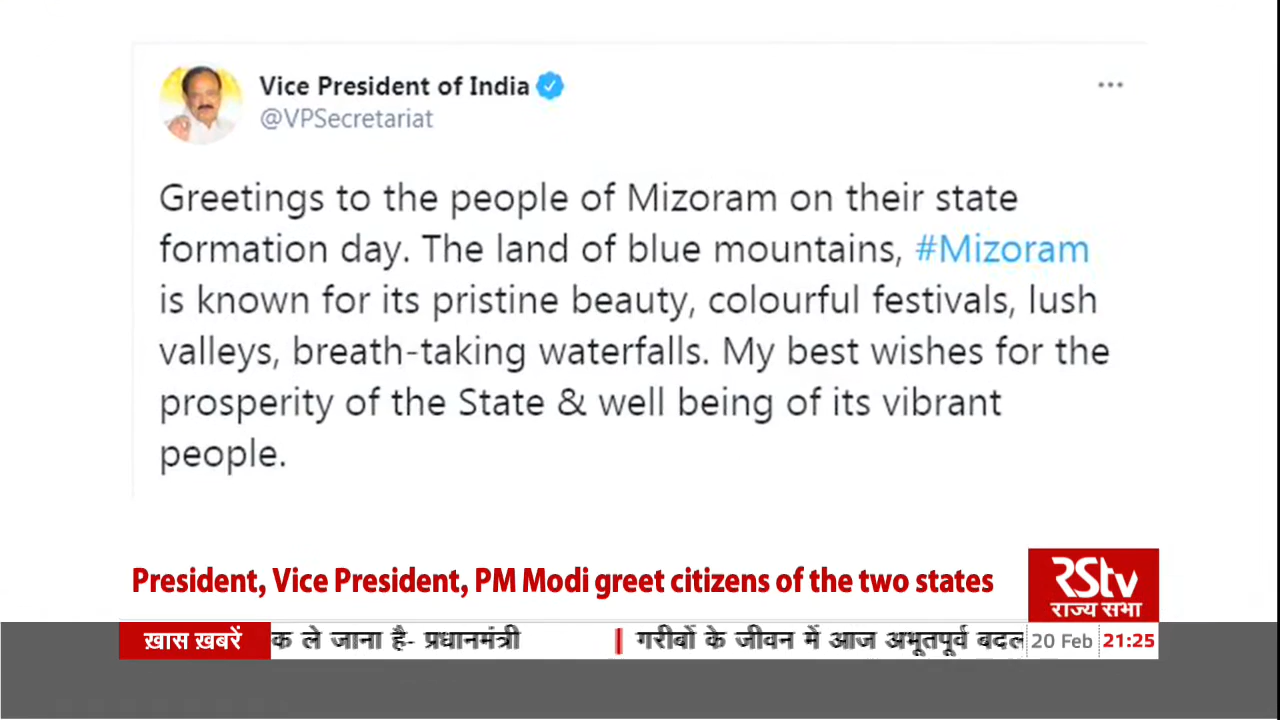 Vice President of India
@VPSecretariat
Greetings to the people of Mizoram on their state
formation day. The land of blue mountains, #Mizoram
is known for its pristine beauty, colourful festivals, lush
valleys, breath-taking waterfalls. My best wishes for the
prosperity of the State & well being of its vibrant
people.
President, Vice President, PM Modi greet citizens of the two states
RStv
राज्य सभा
ख़ास ख़बरें क ले जाना है- प्रधानमंत्री | गरीबों के जीवन में आज अभूतपूर्व बदल 20 Feb 21:25